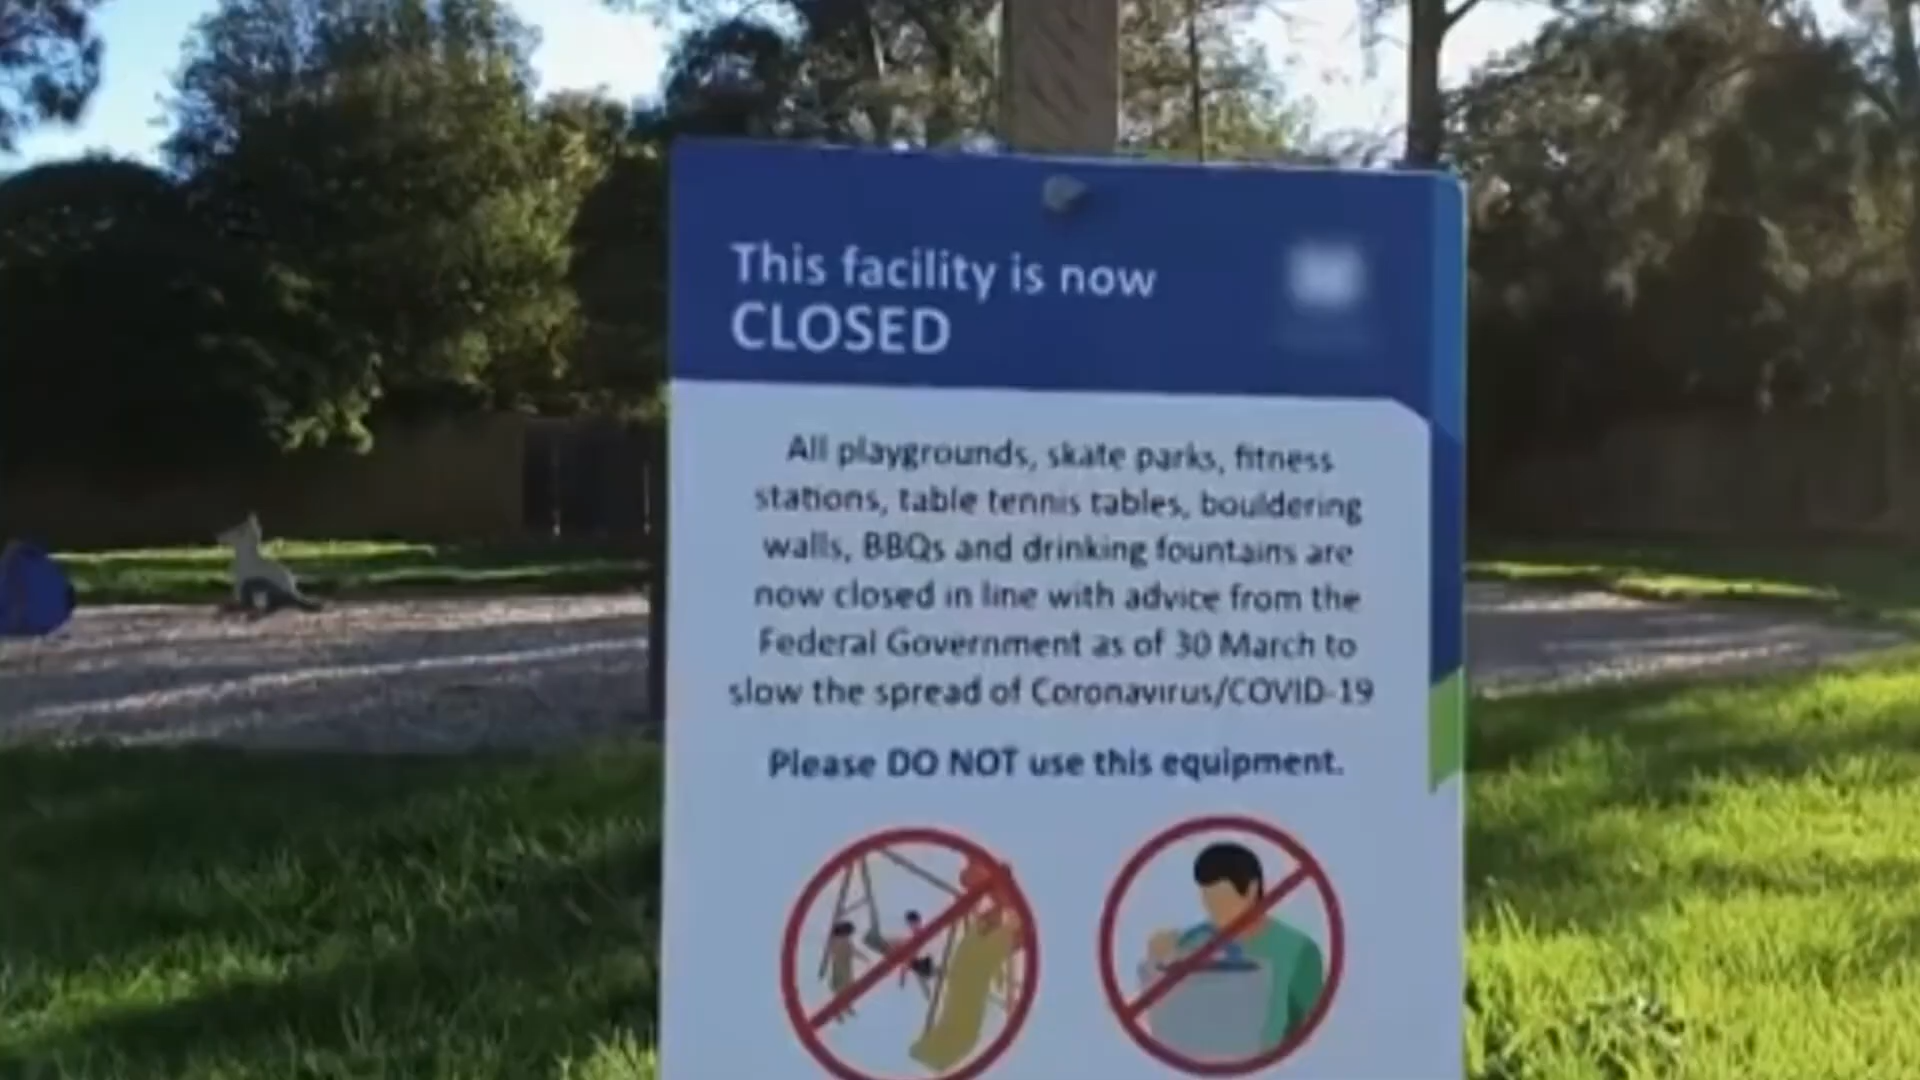 This facility is now
CLOSED
All playgrounds, skate parks, fitness
stations, table tennis tables, bouldering
walls, BBQs and drinking fountains are
now closed in line with advice from the
Federal Government as of 30 March to
slow the spread of Coronavirus/COVID-19
Please DO NOT use this equipment.